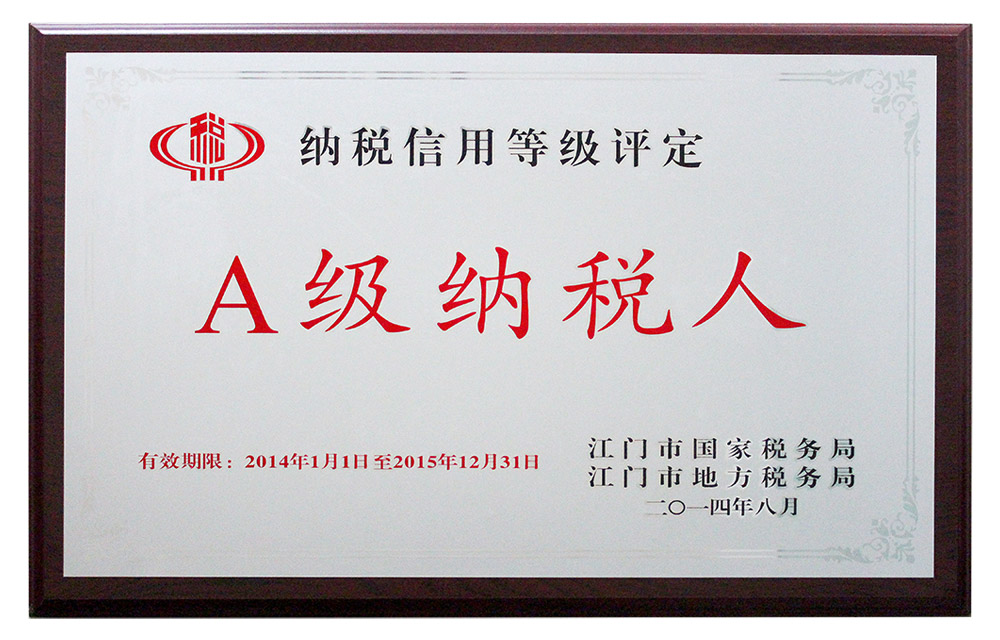 税
纳税信用等级评定
A级纳税人
有效期限：2014年1月1日至2015年12月31日
江门市国家税务局
江门市地方税务局
二〇一四年八月